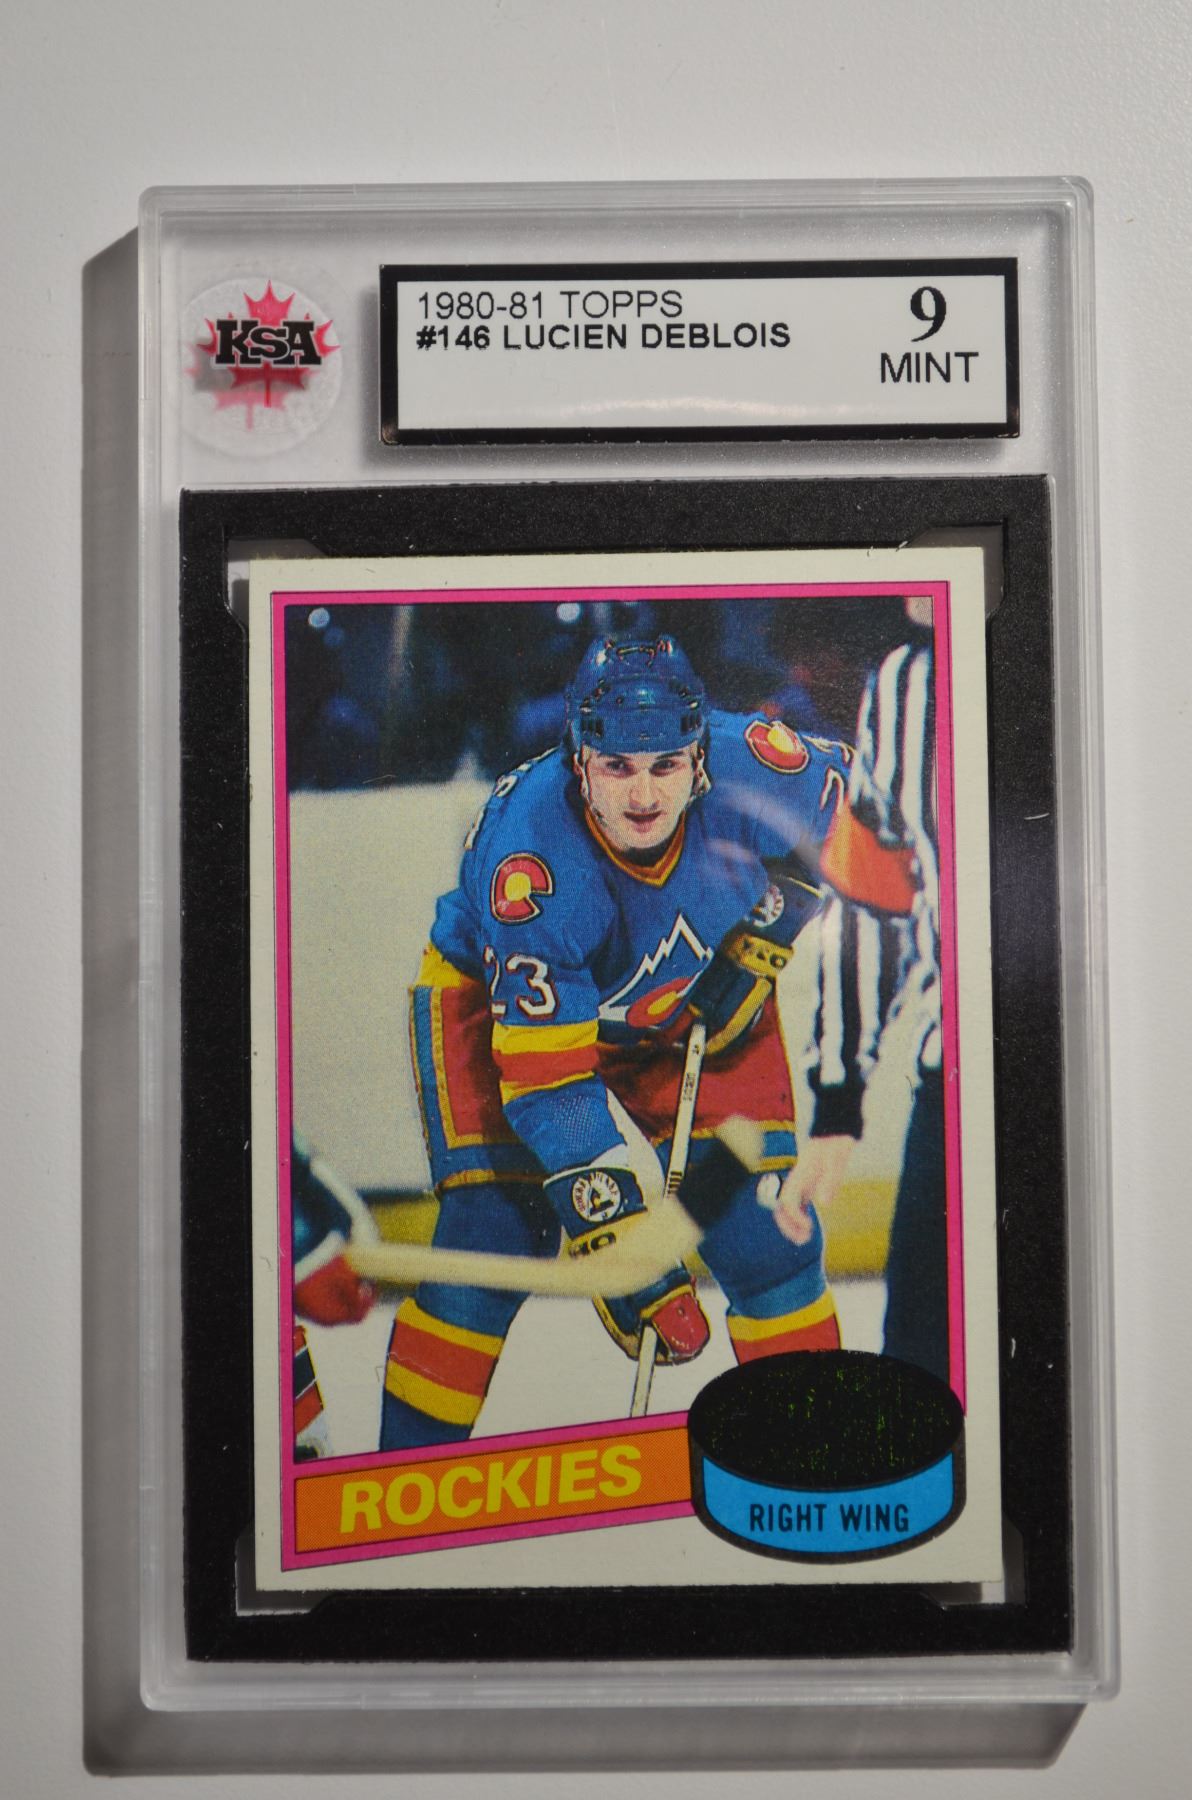 KSA
1980-81 TOPPS
#146 LUCIEN DEBLOIS
9
MINT
23
ROCKIES
RIGHT WING